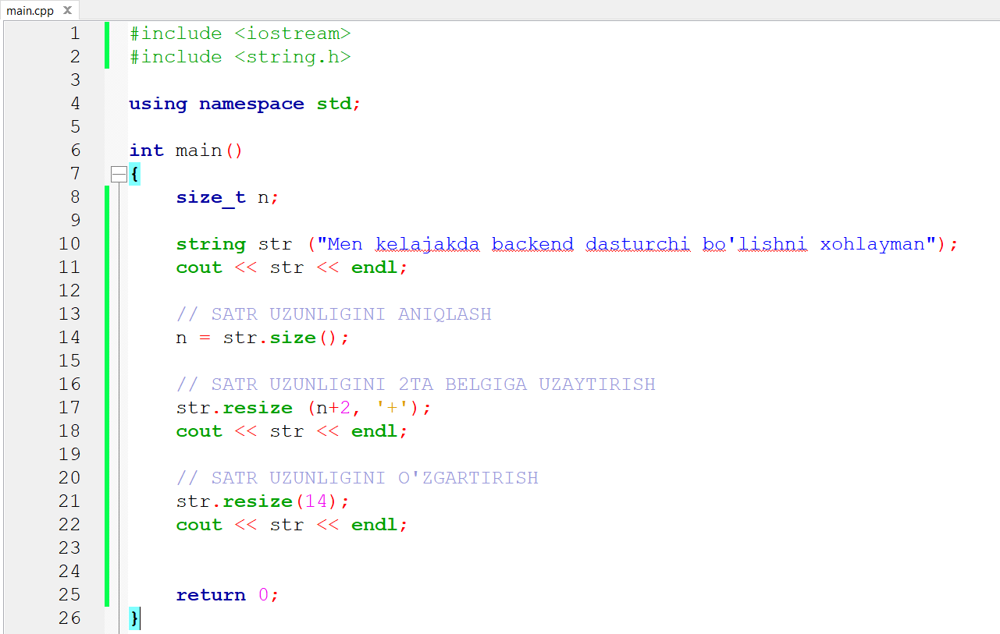 main.cpp X
1 #include <iostream>
2 #include <string.h>
3
4 using namespace std;
5
6 int main()
7 {
8 size_t n;
9
10 string str ("Men kelajakda backend dasturchi bo'lishni xohlayman");
11 cout << str << endl;
12
13 // SATR UZUNLIGINI ANIQLASH
14 n = str.size();
15
16 // SATR UZUNLIGINI 2TA BELGIGA UZAYTIRISH
17 str.resize (n+2, '+');
18 cout << str << endl;
19
20 // SATR UZUNLIGINI O'ZGARTIRISH
21 str.resize(14);
22 cout << str << endl;
23
24
25 return 0;
26 }